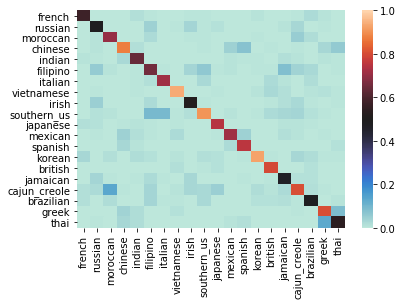 french
russian
moroccan
chinese
indian
filipino
italian
vietnamese
irish
southern_us
japanese
mexican
spanish
korean
british
jamaican
cajun_creole
brazilian
greek
thai
french
russian
moroccan
chinese
indian
filipino
italian
vietnamese
irish
southern_us
japanese
mexican
spanish
korean
british
jamaican
cajun_creole
brazilian
greek
thai
1.0
0.8
0.6
0.4
0.2
0.0